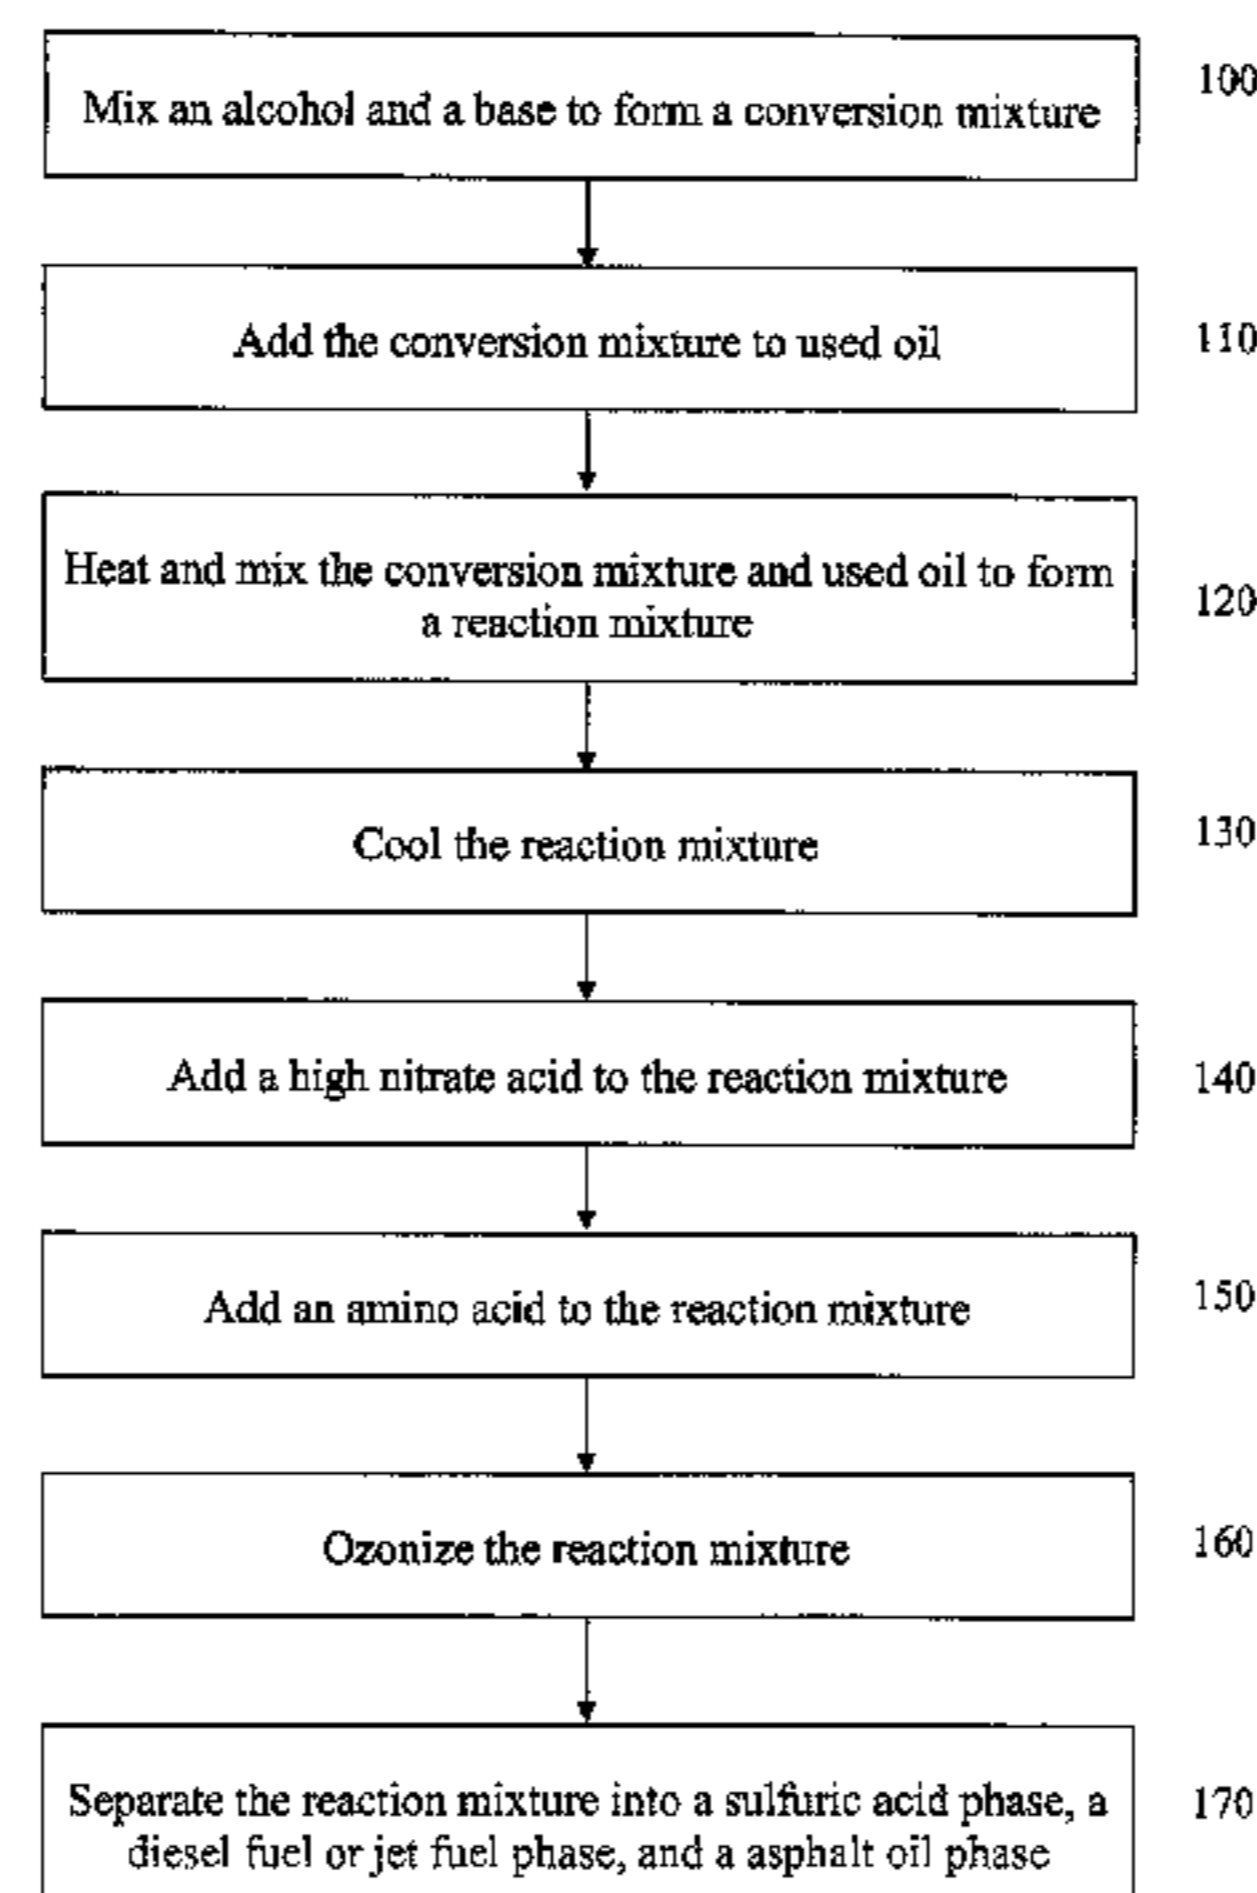 Mix an alcohol and a base to form a conversion mixture
100
Add the conversion mixture to used oil
110
Heat and mix the conversion mixture and used oil to form
a reaction mixture
120
Cool the reaction mixture
130
Add a high nitrate acid to the reaction mixture
140
Add an amino acid to the reaction mixture
150
Ozonize the reaction mixture
160
Separate the reaction mixture into a sulfuric acid phase, a
diesel fuel or jet fuel phase, and a asphalt oil phase
170